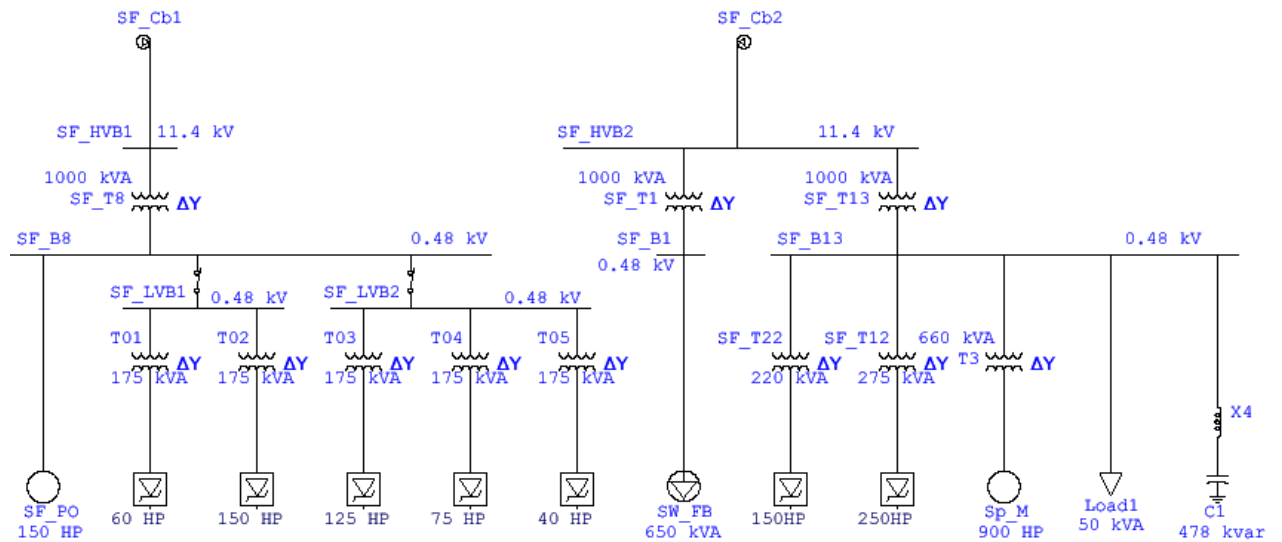 SF_Cb1
SF_Cb2
SF_HVB1 11.4 kV
SF_HVB2 11.4 kV
1000 kVA
SF_T8 ΔY
1000 kVA
SF_T1 ΔY
1000 kVA
SF_T13 ΔY
SF_B8 0.48 kV
SF_B1
0.48 kV
SF_B13 0.48 kV
SF_LVB1 0.48 kV
SF_LVB2 0.48 kV
T01 ΔY
175 kVA
T02 ΔY
175 kVA
T03 ΔY
175 kVA
T04 ΔY
175 kVA
T05 ΔY
175 kVA
SF_T22 ΔY
220 kVA
SF_T12 ΔY
275 kVA
660 kVA
T3 ΔY
X4
SF_PO
150 HP
60 HP
150 HP
125 HP
75 HP
40 HP
SW_FB
650 kVA
150HP
250HP
Sp_M
900 HP
Load1
50 kVA
C1
478 kvar